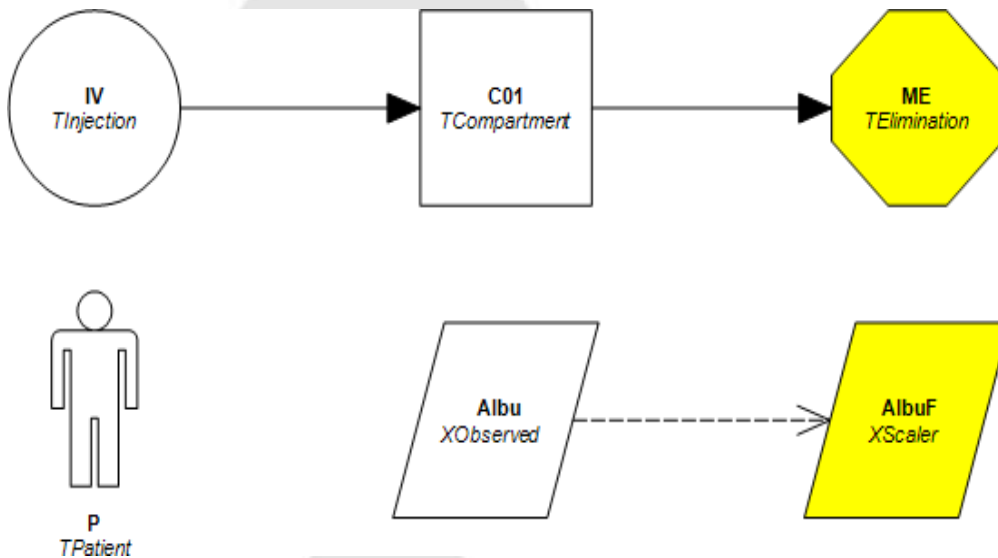 IV
TInjection
C01
TCompartment
ME
TElimination
P
TPatient
Albu
XObserved
AlbuF
XScaler